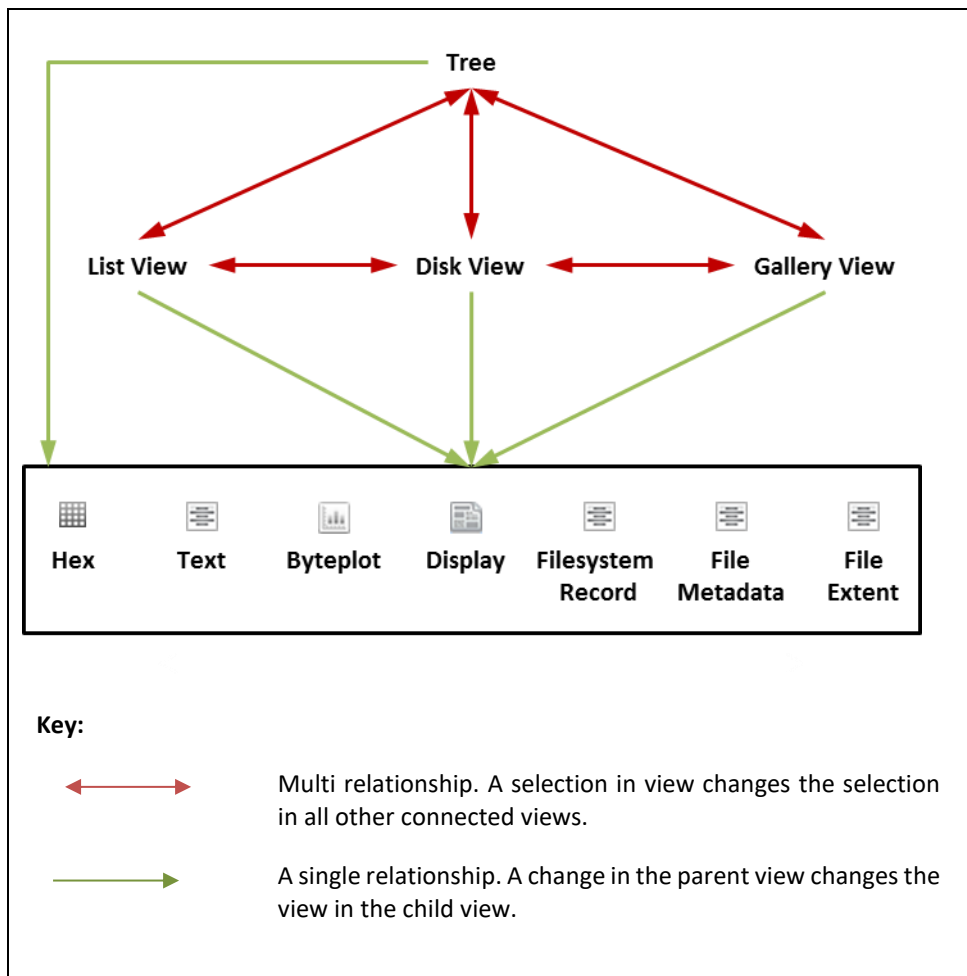 Tree
List View
Disk View
Gallery View
Hex
Text
Byteplot
Display
Filesystem
Record
File
Metadata
File
Extent
Key:
Multi relationship. A selection in view changes the selection
in all other connected views.
A single relationship. A change in the parent view changes the
view in the child view.